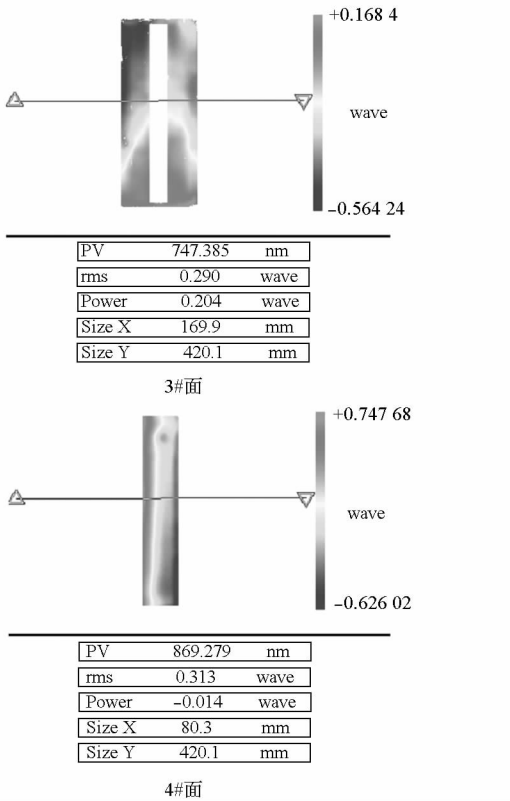 +0.168 4
wave
-0.564 24
PV 747.385 nm
rms 0.290 wave
Power 0.204 wave
Size X 169.9 mm
Size Y 420.1 mm
3#面
+0.747 68
wave
-0.626 02
PV 869.279 nm
rms 0.313 wave
Power -0.014 wave
Size X 80.3 mm
Size Y 420.1 mm
4#面